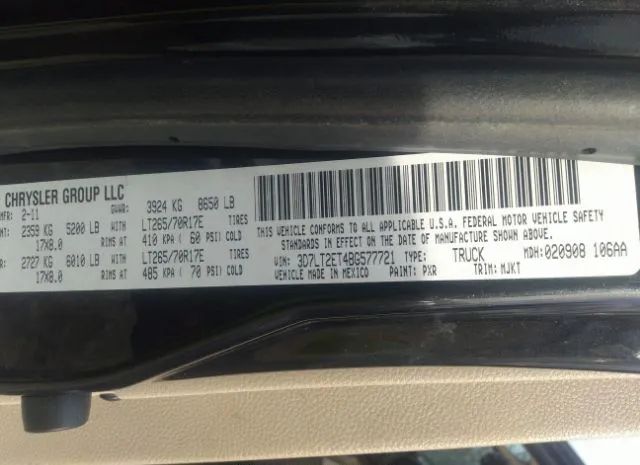 CHRYSLER GROUP LLC
MFR: 2-11 GVWR: 3924 KG 8650 LB
NT: 2359 KG 5200 LB WITH LT265/70R17E TIRES
17X8.0 RIMS AT 410 KPA ( 60 PSI) COLD
R: 2727 KG 6010 LB WITH LT265/70R17E TIRES
17X8.0 RIMS AT 485 KPA ( 70 PSI) COLD
THIS VEHICLE CONFORMS TO ALL APPLICABLE U.S.A. FEDERAL MOTOR VEHICLE SAFETY
STANDARDS IN EFFECT ON THE DATE OF MANUFACTURE SHOWN ABOVE.
VIN: 3D7LT2ET4BG577721 TYPE: TRUCK MDH: 020908 106AA
VEHICLE MADE IN MEXICO PAINT: PXR TRIM: MJKT